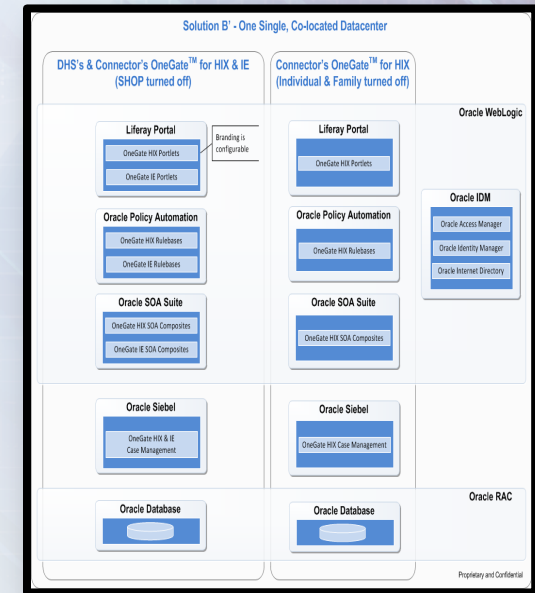 Solution B' - One Single, Co-located Datacenter
DHS's & Connector's OneGate™ for HIX & IE
(SHOP turned off)
Connector's OneGate™ for HIX
(Individual & Family turned off)
Oracle WebLogic
Liferay Portal
OneGate HIX Portlets
OneGate IE Portlets
Branding is
configurable
Liferay Portal
OneGate HIX Portlets
Oracle IDM
Oracle Access Manager
Oracle Identity Manager
Oracle Internet Directory
Oracle Policy Automation
OneGate HIX Rulebases
OneGate IE Rulebases
Oracle Policy Automation
OneGate HIX Rulebases
Oracle SOA Suite
OneGate HIX SOA Composites
OneGate IE SOA Composites
Oracle SOA Suite
OneGate HIX SOA Composites
Oracle Siebel
OneGate HIX & IE
Case Management
Oracle Siebel
OneGate HIX Case Management
Oracle RAC
Oracle Database
Oracle Database
Proprietary and Confidential